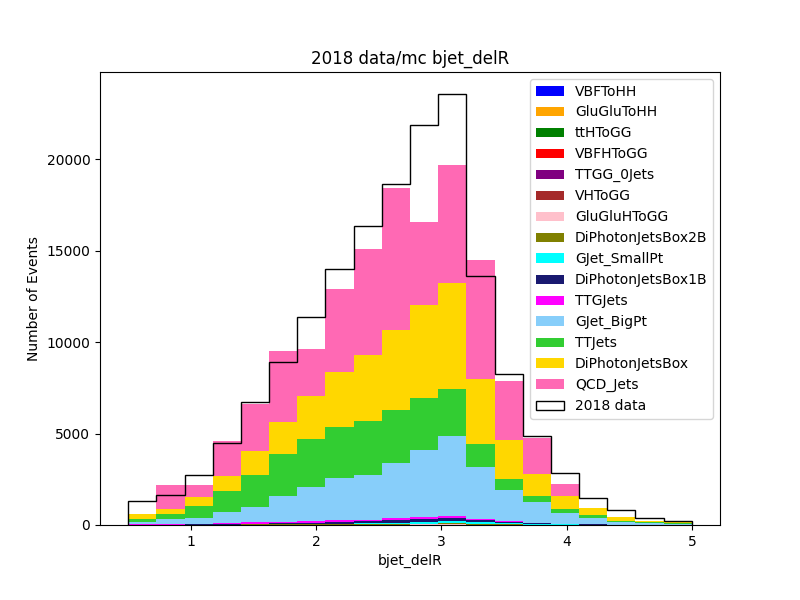 2018 data/mc bjet_delR
Number of Events
20000
15000
10000
5000
0
1
2
3
4
5
bjet_delR
VBFToHH
GluGluToHH
ttHToGG
VBFHToGG
TTGG_0Jets
VHToGG
GluGluHToGG
DiPhotonJetsBox2B
GJet_SmallPt
DiPhotonJetsBox1B
TTGJets
GJet_BigPt
TTJets
DiPhotonJetsBox
QCD_Jets
2018 data